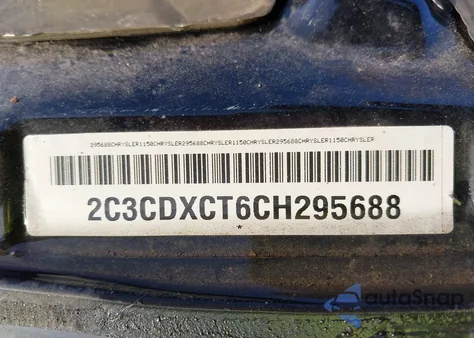 295688CHRYSLER1150CHRYSLER295688CHRYSLER1150CHRYSLER295688CHRYSLER1150CHRYSLER
2C3CDXCT6CH295688
*
autoSnap